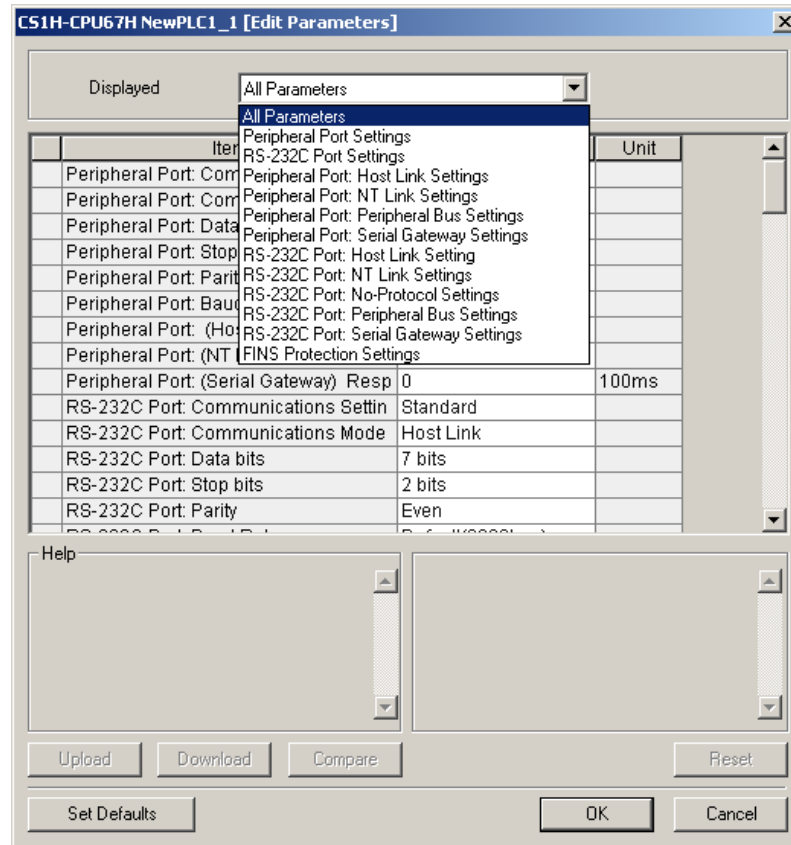 CS1H-CPU67H NewPLC1_1 [Edit Parameters]
Displayed
All Parameters
All Parameters
Peripheral Port Settings
RS-232C Port Settings
Peripheral Port: Host Link Settings
Peripheral Port: NT Link Settings
Peripheral Port: Peripheral Bus Settings
Peripheral Port: Serial Gateway Settings
RS-232C Port: Host Link Setting
RS-232C Port: NT Link Settings
RS-232C Port: No-Protocol Settings
RS-232C Port: Peripheral Bus Settings
RS-232C Port: Serial Gateway Settings
FINS Protection Settings
Unit
Peripheral Port: Com
Peripheral Port: Com
Peripheral Port: Data
Peripheral Port: Stop
Peripheral Port: Parit
Peripheral Port: Baud
Peripheral Port: (Hos
Peripheral Port: (NT
Peripheral Port: (Serial Gateway) Resp 0 100ms
RS-232C Port: Communications Settin Standard
RS-232C Port: Communications Mode Host Link
RS-232C Port: Data bits 7 bits
RS-232C Port: Stop bits 2 bits
RS-232C Port: Parity Even
Help
Upload Download Compare Reset
Set Defaults OK Cancel